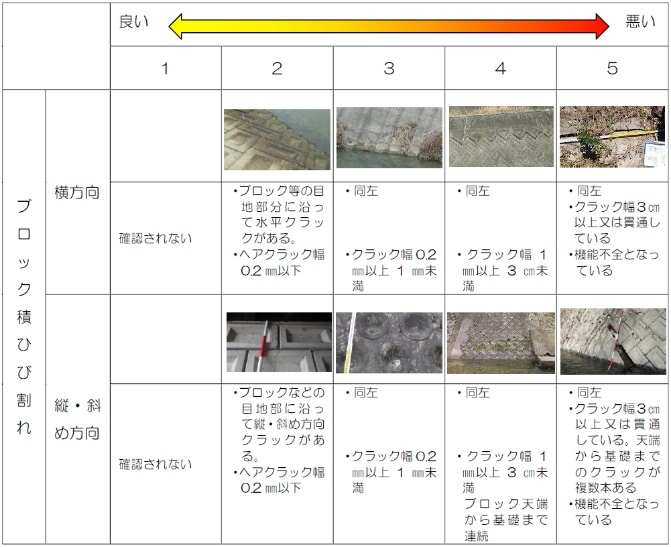 良い 悪い
1 2 3 4 5
ブロック積ひび割れ
横方向
確認されない
・ブロック等の目
地部分に沿っ
て水平クラッ
クがある。
・ヘアクラック幅
0.2 ㎜以下
・同左
・クラック幅 0.2
㎜以上 1 ㎜未
満
・同左
・クラック幅 1
㎜以上 3 ㎝未
満
・同左
・クラック幅3㎝
以上又は貫通
している
・機能不全となっ
ている
縦・斜
め方向
確認されない
・ブロックなどの
目地部に沿っ
て縦・斜め方向
クラックがあ
る。
・ヘアクラック幅
0.2 ㎜以下
・同左
・クラック幅 0.2
㎜以上 1 ㎜未
満
・同左
・クラック幅 1
㎜以上 3 ㎝未満
ブロック天端
から基礎まで
連続
・同左
・クラック幅3㎝
以上又は貫通
している。天端
から基礎まで
のクラックが
複数本ある
・機能不全となっ
ている